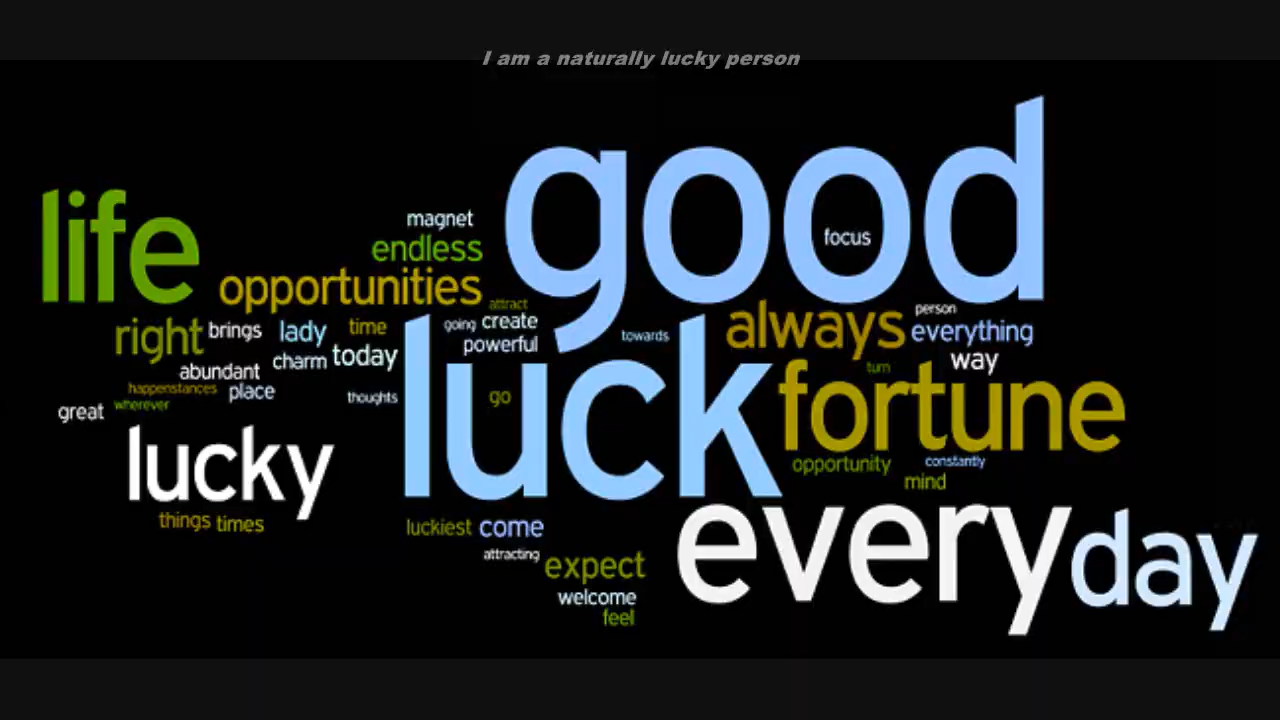 I am a naturally lucky person
good
life
magnet
focus
endless
opportunities
attract
person
right brings lady time going create towards always everything
powerful
abundant charm today way
luck
turn
happenstances place thoughts go fortune
great wherever
lucky
opportunity constantly
mind
things times
luckiest come everyday
attracting
expect
welcome
feel